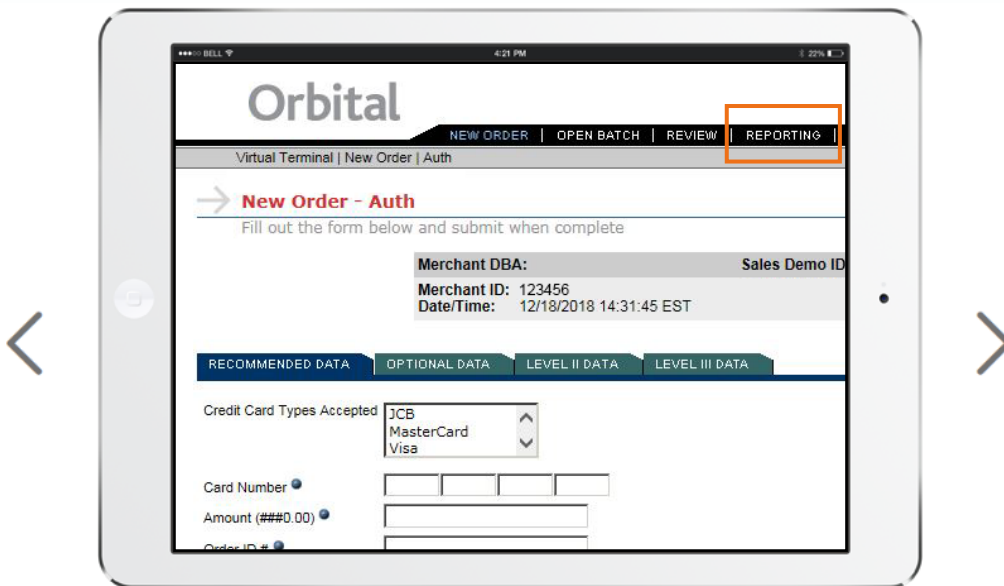 BELL 4:21 PM 22%
Orbital
NEW ORDER | OPEN BATCH | REVIEW | REPORTING |
Virtual Terminal | New Order | Auth
New Order - Auth
Fill out the form below and submit when complete
Merchant DBA: Sales Demo ID
Merchant ID: 123456
Date/Time: 12/18/2018 14:31:45 EST
RECOMMENDED DATA OPTIONAL DATA LEVEL II DATA LEVEL III DATA
Credit Card Types Accepted JCB
MasterCard
Visa
Card Number
Amount (###0.00)
Order ID #